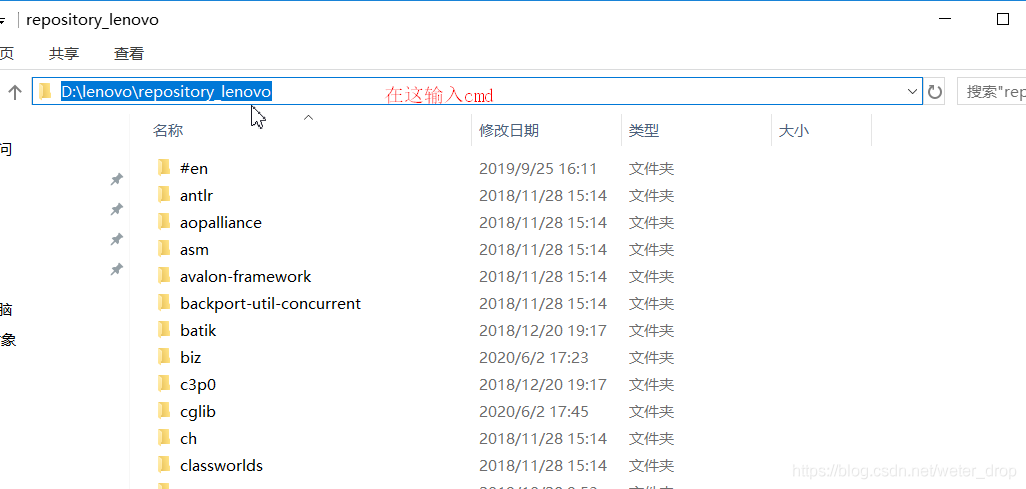 repository_lenovo
页 共享 查看
D:\lenovo\repository_lenovo 在这输入cmd 搜索"rep
名称 修改日期 类型 大小
问
#en 2019/9/25 16:11 文件夹
antlr 2018/11/28 15:14 文件夹
aopalliance 2018/11/28 15:14 文件夹
asm 2018/11/28 15:14 文件夹
avalon-framework 2018/11/28 15:14 文件夹
backport-util-concurrent 2018/11/28 15:14 文件夹
脑
batik 2018/12/20 19:17 文件夹
象
biz 2020/6/2 17:23 文件夹
c3p0 2018/12/20 19:17 文件夹
cglib 2020/6/2 17:45 文件夹
ch 2018/11/28 15:14 文件夹
classworlds 2018/11/28 15:14 文件夹
https://blog.csdn.net/weter_drop